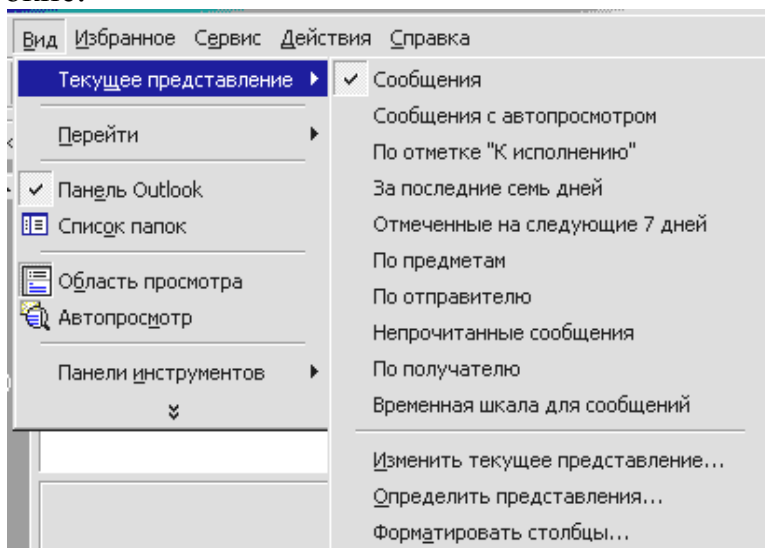 Вид Избранное Сервис Действия Справка
Текущее представление
Перейти
Панель Outlook
Список папок
Область просмотра
Автопросмотр
Панели инструментов
Сообщения
Сообщения с автопросмотром
По отметке "К исполнению"
За последние семь дней
Отмеченные на следующие 7 дней
По предметам
По отправителю
Непрочитанные сообщения
По получателю
Временная шкала для сообщений
Изменить текущее представление...
Определить представления...
Форматировать столбцы...